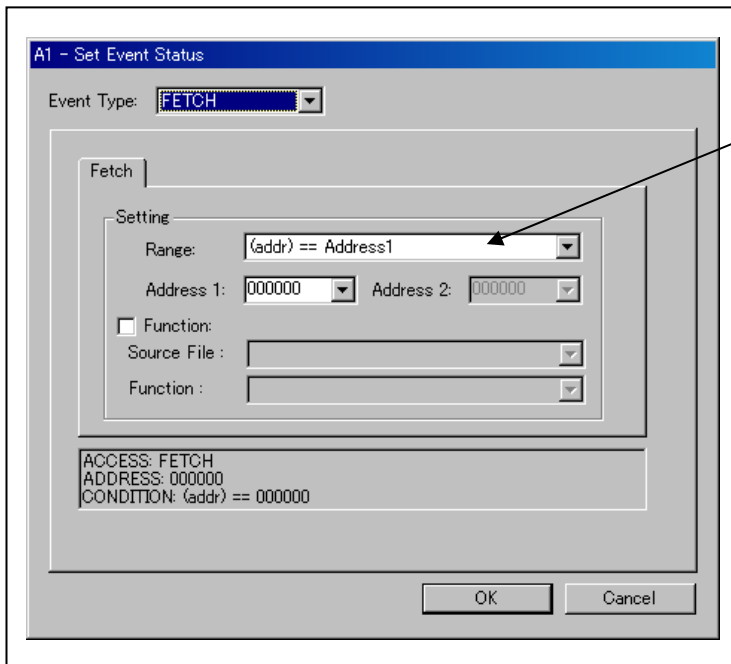 A1 - Set Event Status
Event Type: FETCH
Fetch
Setting
Range: (addr) == Address1
Address 1: 000000 Address 2: 000000
Function:
Source File :
Function :
ACCESS: FETCH
ADDRESS: 000000
CONDITION: (addr) == 000000
OK Cancel